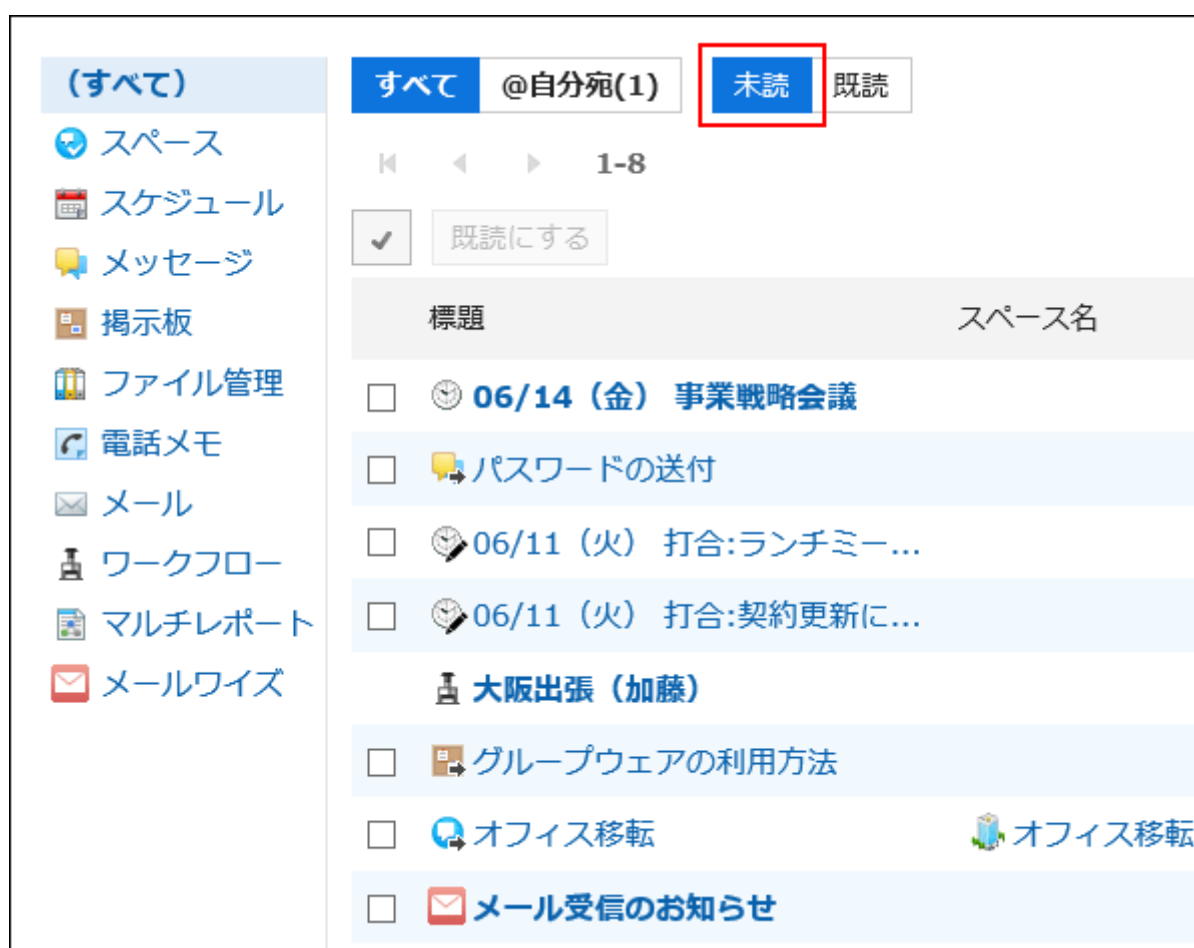 （すべて）
スペース
スケジュール
メッセージ
掲示板
ファイル管理
電話メモ
メール
ワークフロー
マルチレポート
メールワイズ
すべて @自分宛(1) 未読 既読
1-8
既読にする
標題 スペース名
06/14（金） 事業戦略会議
パスワードの送付
06/11（火） 打合:ランチミー...
06/11（火） 打合:契約更新に...
大阪出張（加藤）
グループウェアの利用方法
オフィス移転 オフィス移転
メール受信のお知らせ